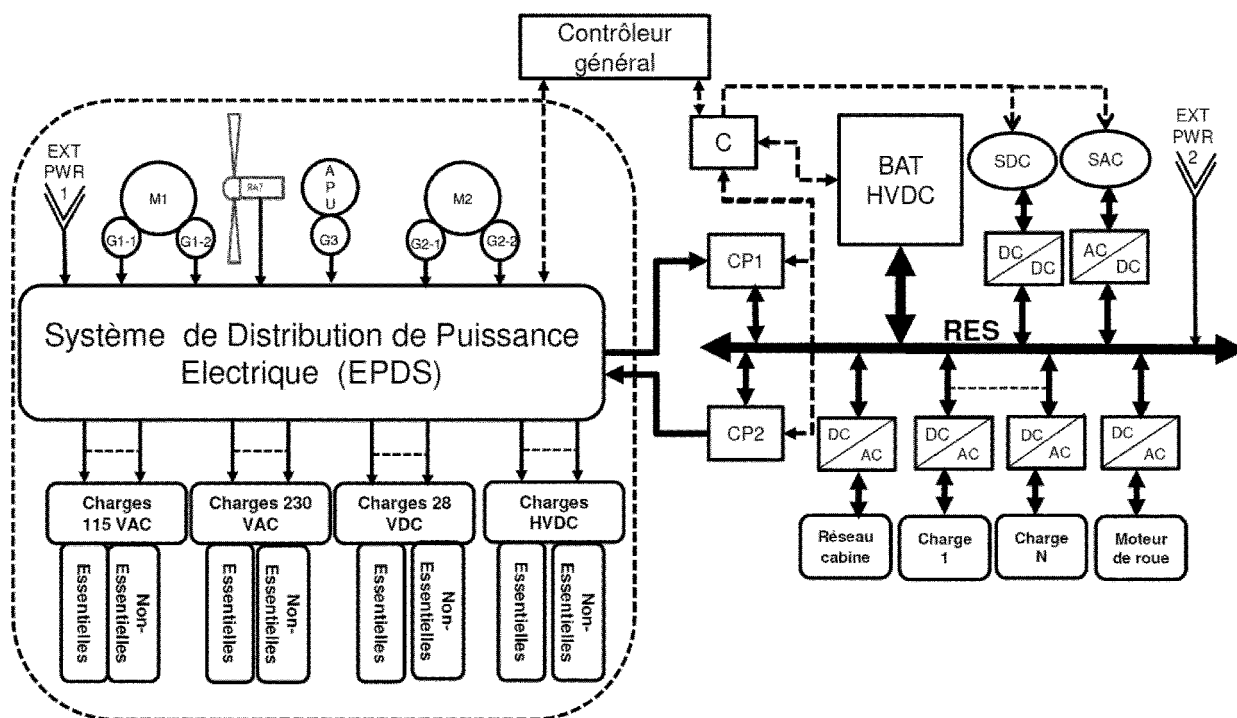 Contrôleur
général
EXT
PWR
1
M1
G1-1
G1-2
RAT
A
P
U
G3
M2
G2-1
G2-2
C
BAT
HVDC
SDC
SAC
EXT
PWR
2
CP1
DC
DC
AC
DC
Système de Distribution de Puissance
Electrique (EPDS)
RES
CP2
DC
AC
DC
AC
DC
AC
DC
AC
Charges
115 VAC
Charges 230
VAC
Charges 28
VDC
Charges
HVDC
Réseau
cabine
Charge
1
Charge
N
Moteur
de roue
Essentielles
Non-
Essentielles
Essentielles
Non-
Essentielles
Essentielles
Non-
Essentielles
Essentielles
Non-
Essentielles